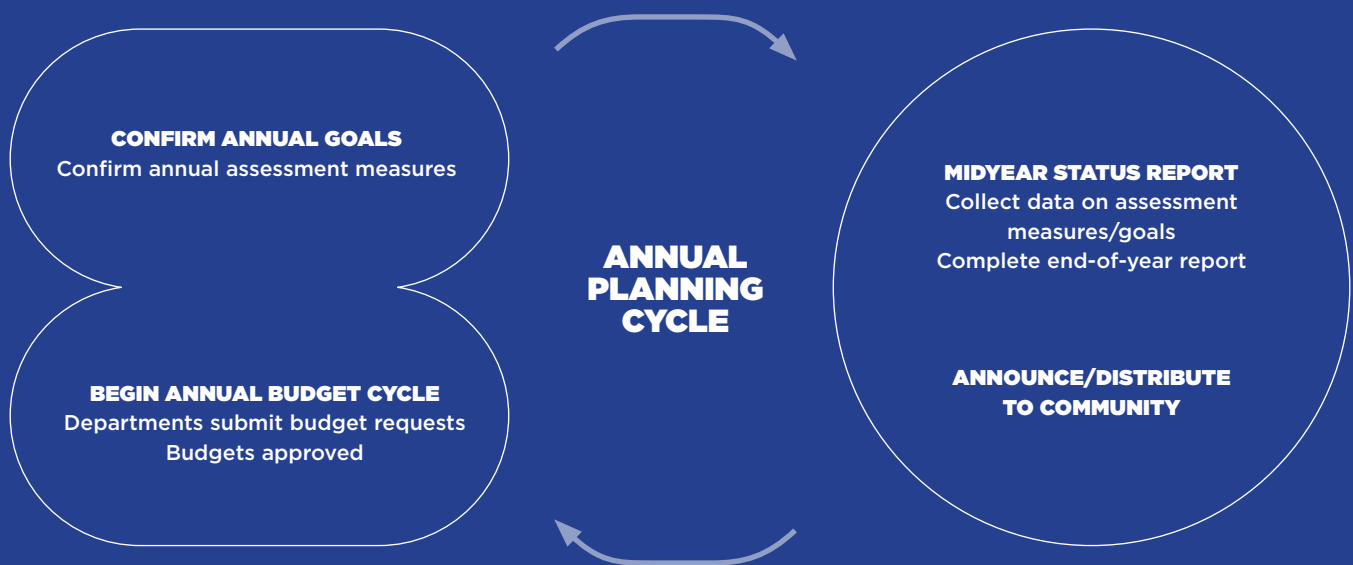 CONFIRM ANNUAL GOALS
Confirm annual assessment measures
BEGIN ANNUAL BUDGET CYCLE
Departments submit budget requests
Budgets approved
ANNUAL
PLANNING
CYCLE
MIDYEAR STATUS REPORT
Collect data on assessment
measures/goals
Complete end-of-year report
ANNOUNCE/DISTRIBUTE
TO COMMUNITY